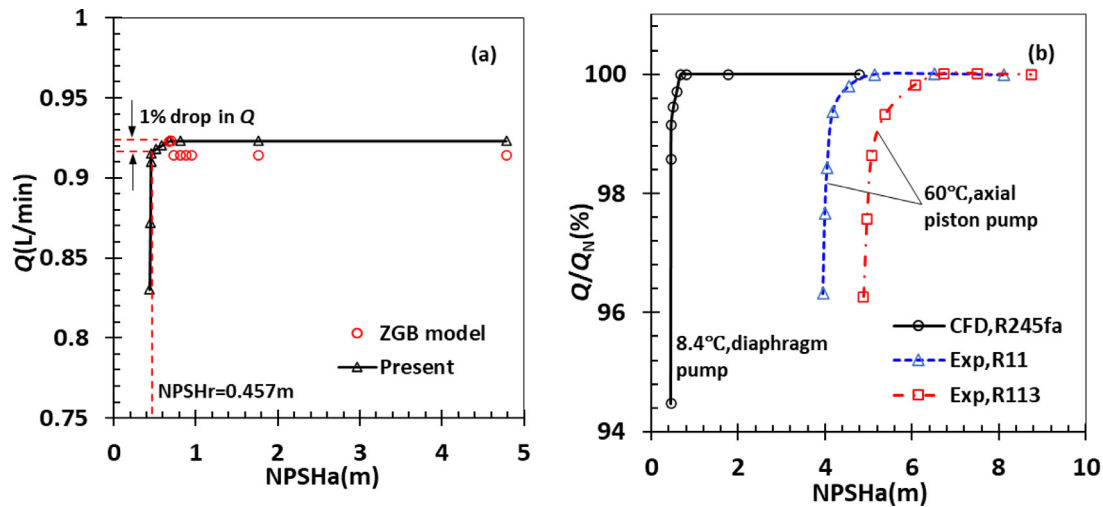 (a)
1% drop in Q
Q(L/min)
0.95
0.9
0.85
0.8
0.75
ZGB model
Present
NPSHr=0.457m
0 1 2 3 4 5
NPSHa(m)
(b)
Q/QN(%)
100
98
96
94
60℃,axial
piston pump
8.4℃,diaphragm
pump
CFD,R245fa
Exp,R11
Exp,R113
0 2 4 6 8 10
NPSHa(m)